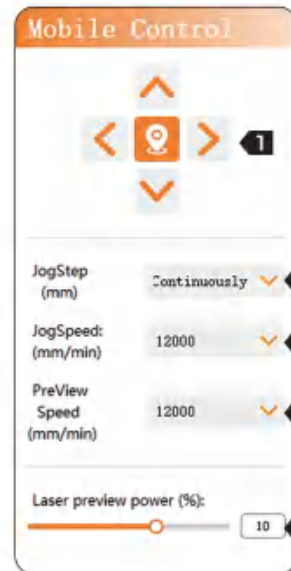 Mobile Control
1
JogStep
(mm)
Continuously
JogSpeed:
(mm/min)
12000
PreView
Speed
(mm/min)
12000
Laser preview power (%):
10